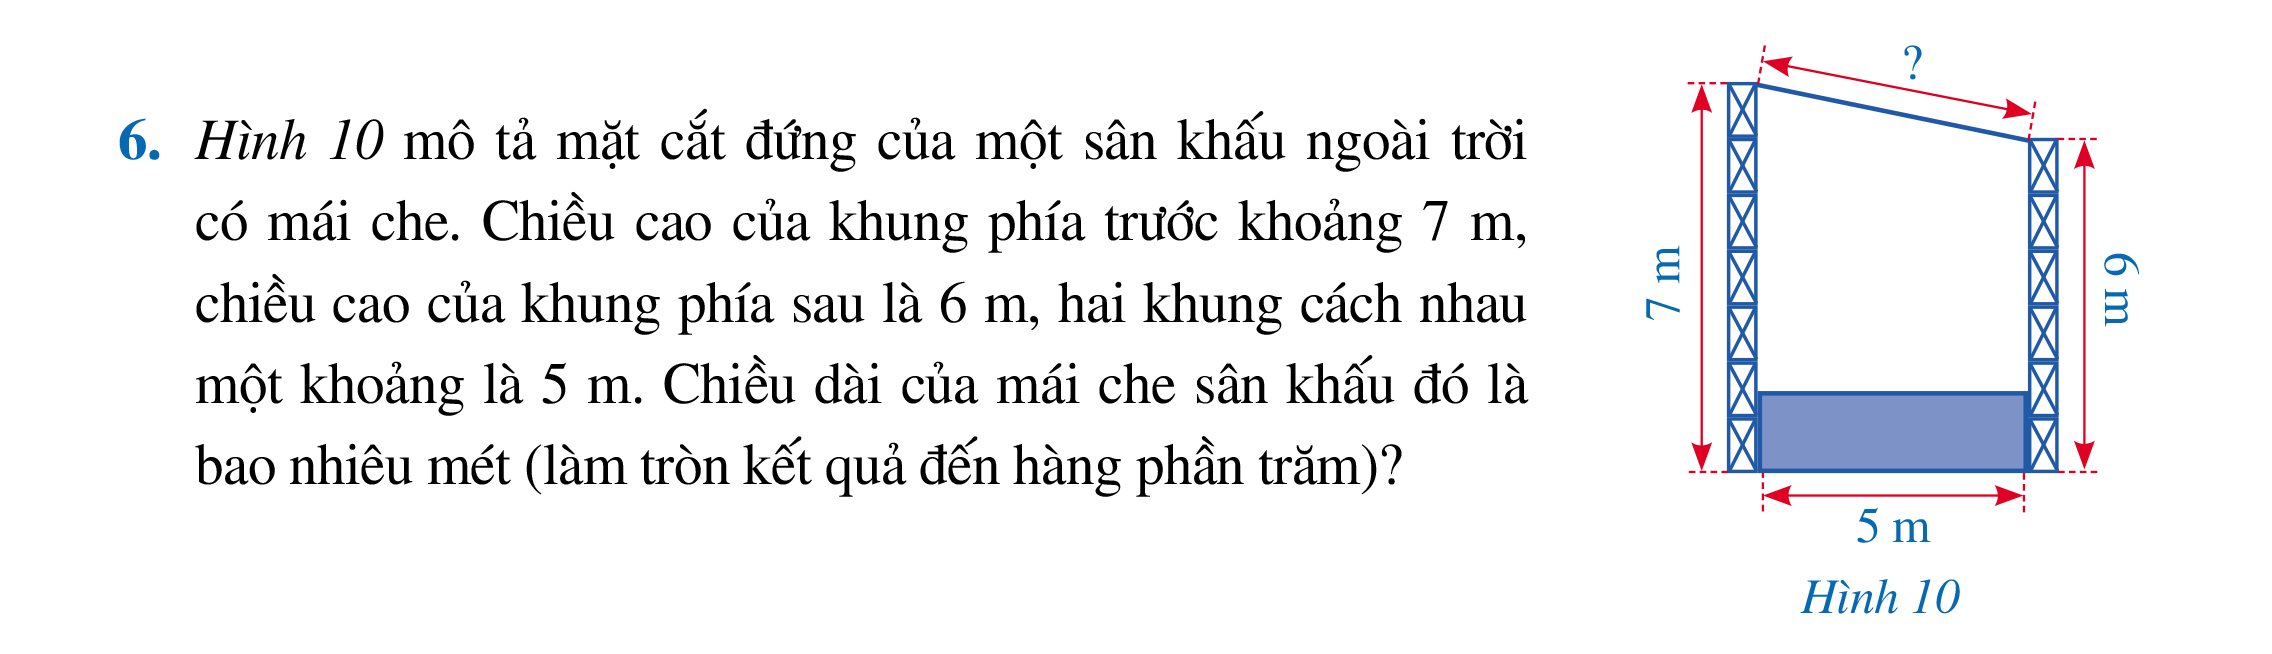 6. Hình 10 mô tả mặt cắt đứng của một sân khấu ngoài trời
có mái che. Chiều cao của khung phía trước khoảng 7 m,
chiều cao của khung phía sau là 6 m, hai khung cách nhau
một khoảng là 5 m. Chiều dài của mái che sân khấu đó là
bao nhiêu mét (làm tròn kết quả đến hàng phần trăm)?
?
7 m
6 m
5 m
Hình 10